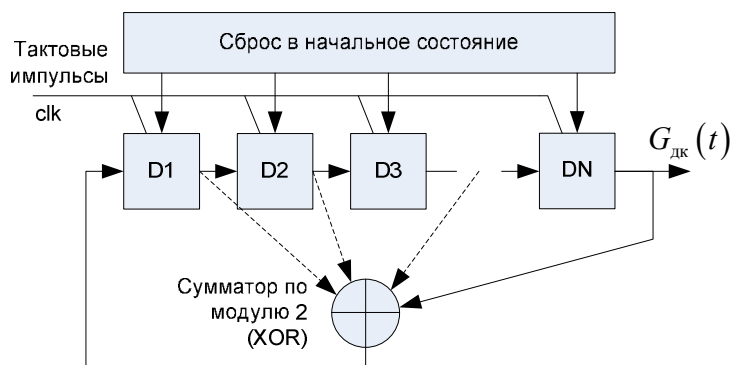 Сброс в начальное состояние
Тактовые
импульсы
clk
D1
D2
D3
DN
Gдк (t)
Сумматор по
модулю 2
(XOR)